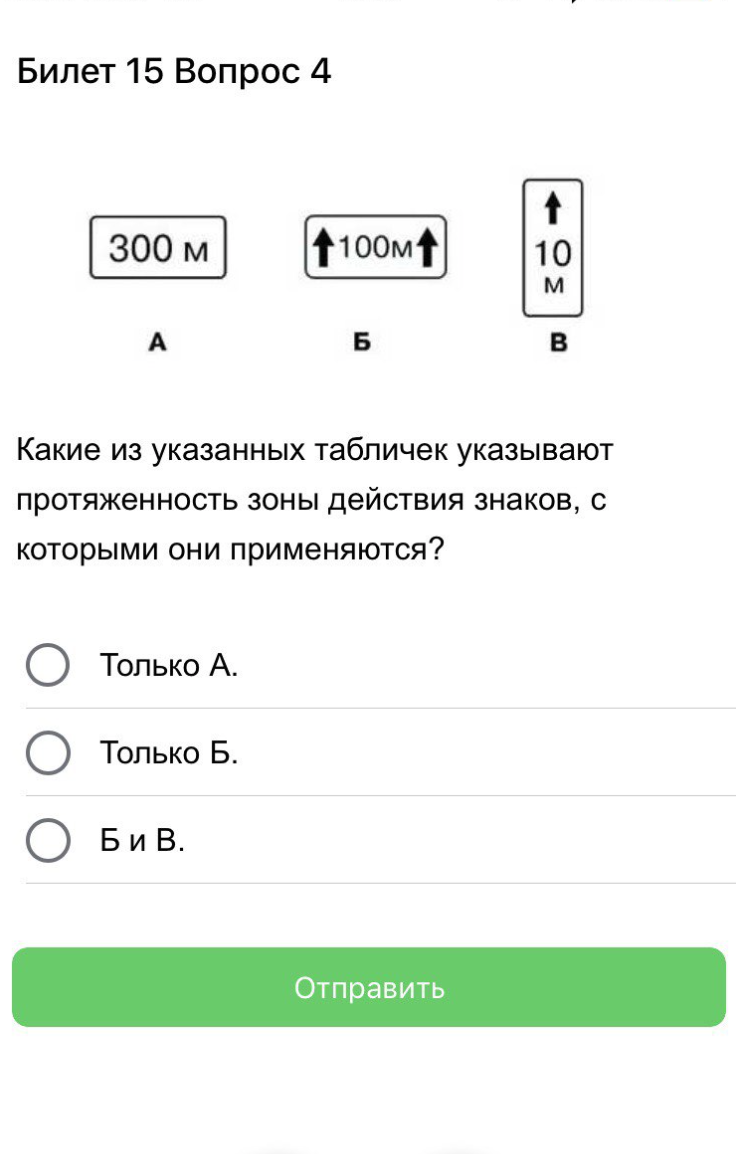 Билет 15 Вопрос 4
300 м
100м
10
м
А
Б
В
Какие из указанных табличек указывают
протяженность зоны действия знаков, с
которыми они применяются?
Только А.
Только Б.
Б и В.
Отправить